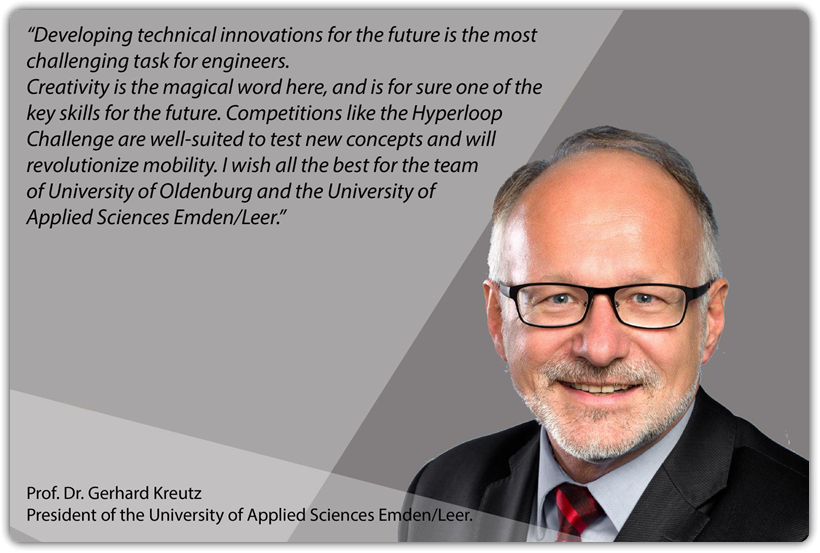 “Developing technical innovations for the future is the most
challenging task for engineers.
Creativity is the magical word here, and is for sure one of the
key skills for the future. Competitions like the Hyperloop
Challenge are well-suited to test new concepts and will
revolutionize mobility. I wish all the best for the team
of University of Oldenburg and the University of
Applied Sciences Emden/Leer.”
Prof. Dr. Gerhard Kreutz
President of the University of Applied Sciences Emden/Leer.